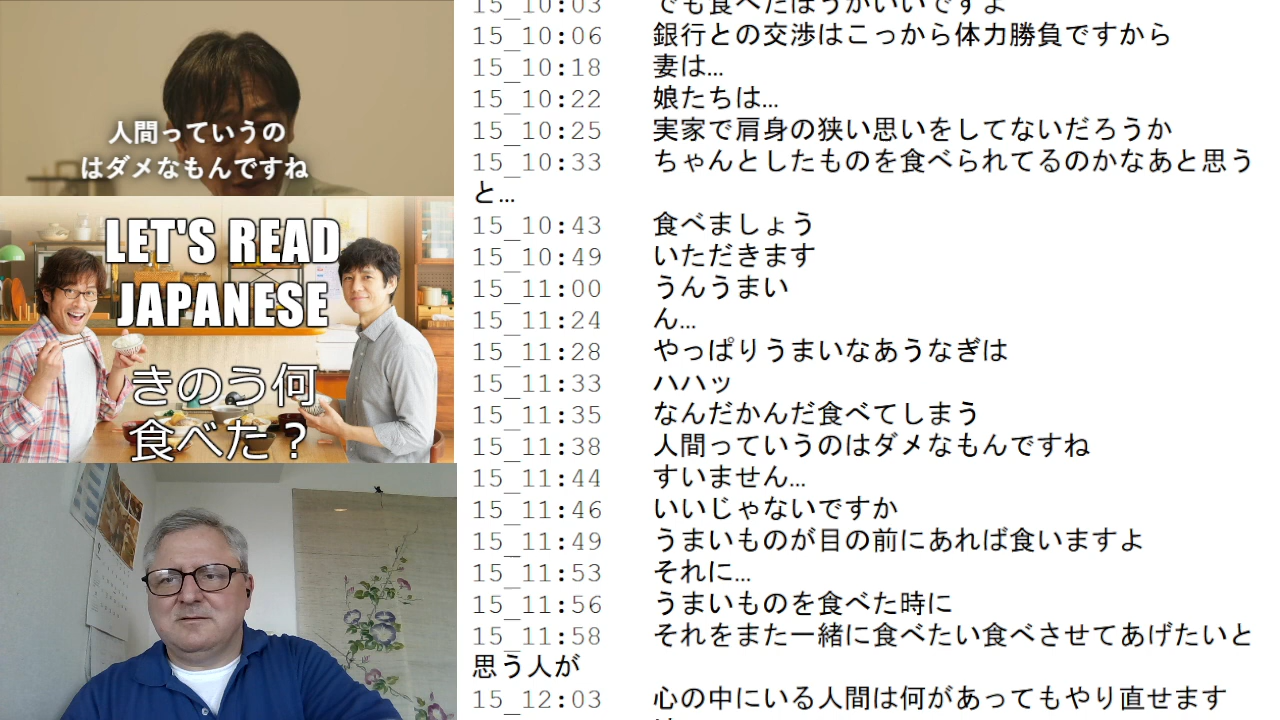 人間っていうの
はダメなもんですね
LET'S READ
JAPANESE
きのう何
食べた？
15_10:03 でも食べたほうがいいですよ
15_10:06 銀行との交渉はこっから体力勝負ですから
15_10:18 妻は…
15_10:22 娘たちは…
15_10:25 実家で肩身の狭い思いをしてないだろうか
15_10:33 ちゃんとしたものを食べられてるのかなあと思う
と…
15_10:43 食べましょう
15_10:49 いただきます
15_11:00 うんうまい
15_11:24 ん…
15_11:28 やっぱりうまいなあうなぎは
15_11:33 ハハッ
15_11:35 なんだかんだ食べてしまう
15_11:38 人間っていうのはダメなもんですね
15_11:44 すいません…
15_11:46 いいじゃないですか
15_11:49 うまいものが目の前にあれば食いますよ
15_11:53 それに…
15_11:56 うまいものを食べた時に
15_11:58 それをまた一緒に食べたい食べさせてあげたいと
思う人が
15_12:03 心の中にいる人間は何があってもやり直せます